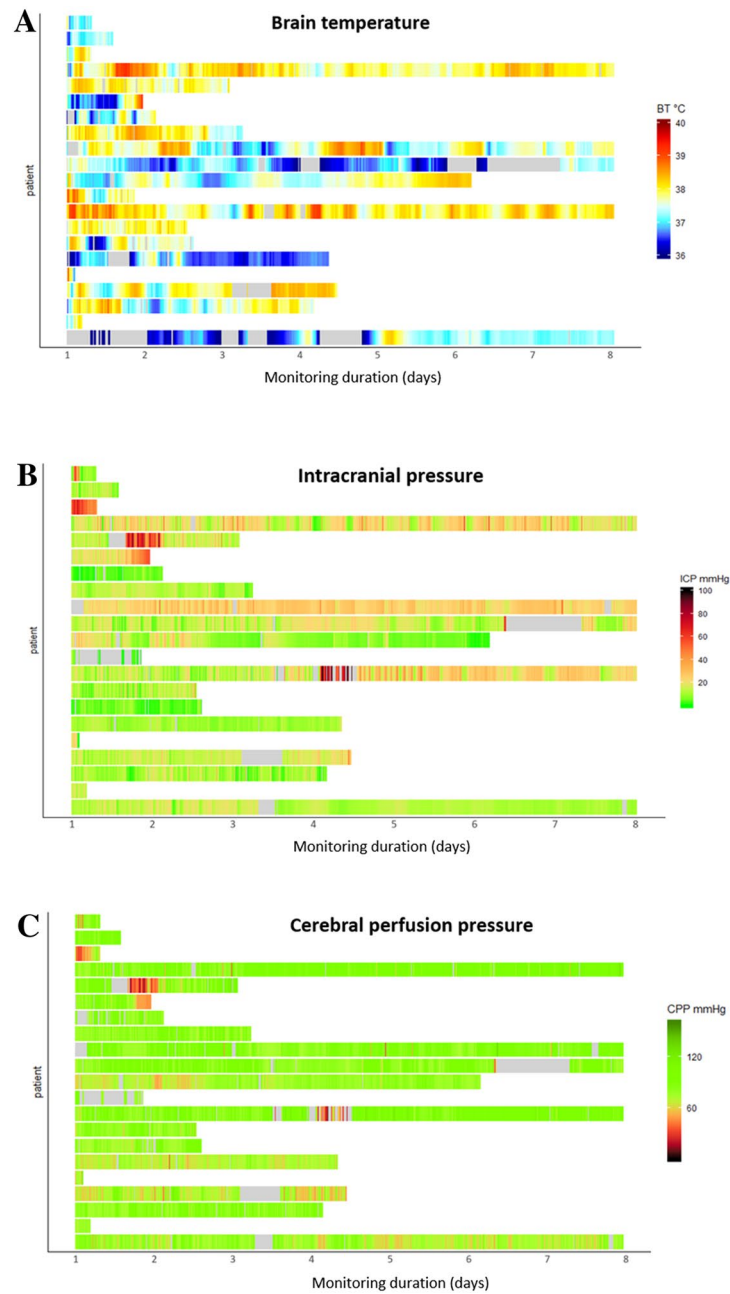 A
Brain temperature
BT °C
40
39
38
37
36
patient
1 2 3 4 5 6 7 8
Monitoring duration (days)
B
Intracranial pressure
ICP mmHg
100
80
60
40
20
patient
1 2 3 4 5 6 7 8
Monitoring duration (days)
C
Cerebral perfusion pressure
CPP mmHg
120
60
patient
1 2 3 4 5 6 7 8
Monitoring duration (days)